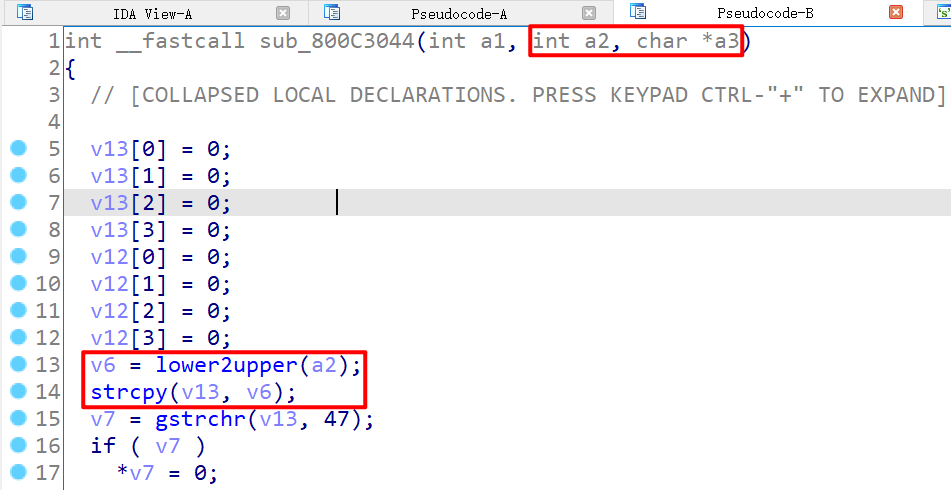 IDA View-A Pseudocode-A Pseudocode-B 's'
1 int __fastcall sub_800C3044(int a1, int a2, char *a3)
2 {
3 // [COLLAPSED LOCAL DECLARATIONS. PRESS KEYPAD CTRL-"+" TO EXPAND]
4
5 v13[0] = 0;
6 v13[1] = 0;
7 v13[2] = 0;
8 v13[3] = 0;
9 v12[0] = 0;
10 v12[1] = 0;
11 v12[2] = 0;
12 v12[3] = 0;
13 v6 = lower2upper(a2);
14 strcpy(v13, v6);
15 v7 = gstrchr(v13, 47);
16 if ( v7 )
17 *v7 = 0;